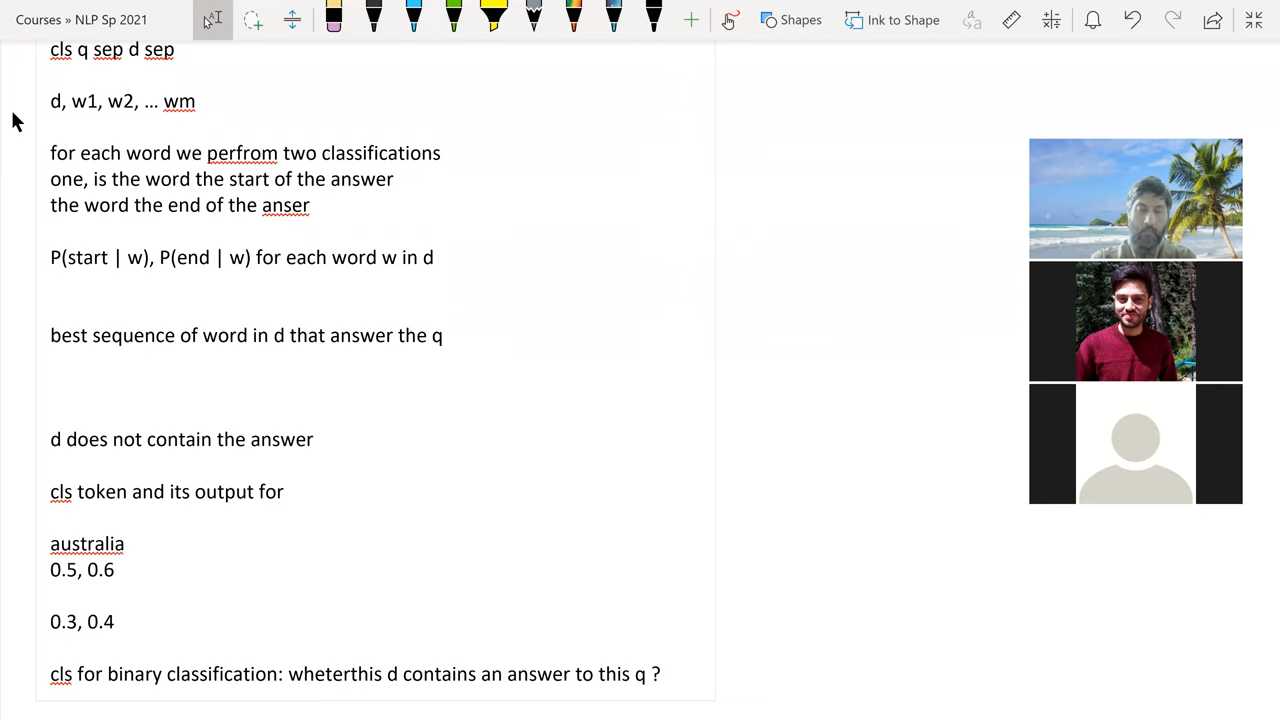 Courses » NLP Sp 2021
Shapes
Ink to Shape
cls q sep d sep
d, w1, w2, ... wm
for each word we perfrom two classifications
one, is the word the start of the answer
the word the end of the anser
P(start | w), P(end | w) for each word w in d
best sequence of word in d that answer the q
d does not contain the answer
cls token and its output for
australia
0.5, 0.6
0.3, 0.4
cls for binary classification: wheterthis d contains an answer to this q ?